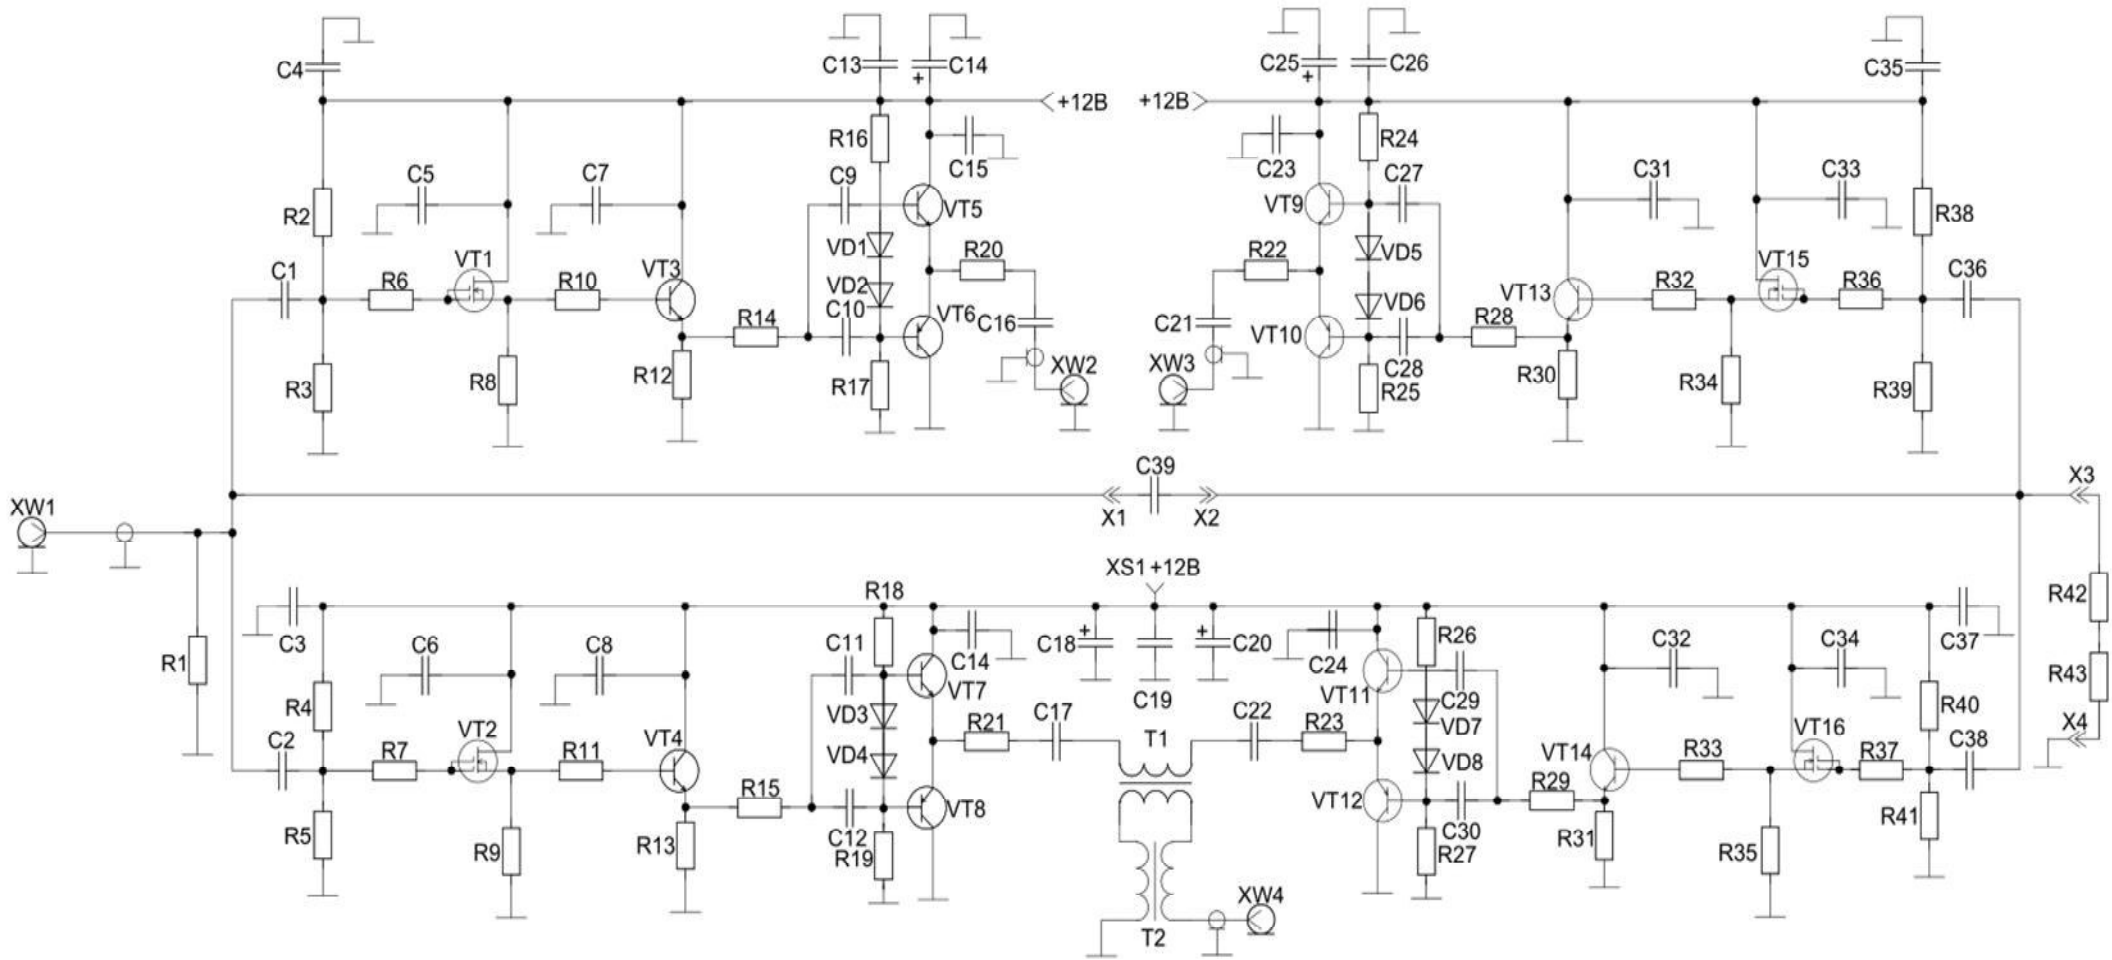 C4
C13
C14
+
C25
+
C26
C35
+12В
+12В
R16
C15
C23
R24
R2
C5
C7
C9
VT5
VT9
C27
C31
C33
R38
VD1
R20
R22
VD5
C1
R6
VT1
R10
VT3
VD2
C10
VT6
C16
C21
VT10
VD6
R28
VT13
R32
VT15
R36
C36
R14
R3
R8
R12
R17
XW2
XW3
C28
R25
R30
R34
R39
C39
X1
X2
X3
XW1
XS1 +12В
R18
R1
C3
C6
C8
C11
C14
C18
+
C19
+
C20
C24
R26
C32
C34
C37
R42
R43
R4
VT7
VT11
C29
R40
VD3
VD7
X4
C2
R7
VT2
R11
VT4
VD4
R21
C17
T1
C22
R23
VD8
VT14
R33
VT16
R37
C38
R15
VT8
VT12
R29
R5
R9
R13
C12
R19
C30
R27
R31
R35
R41
XW4
T2